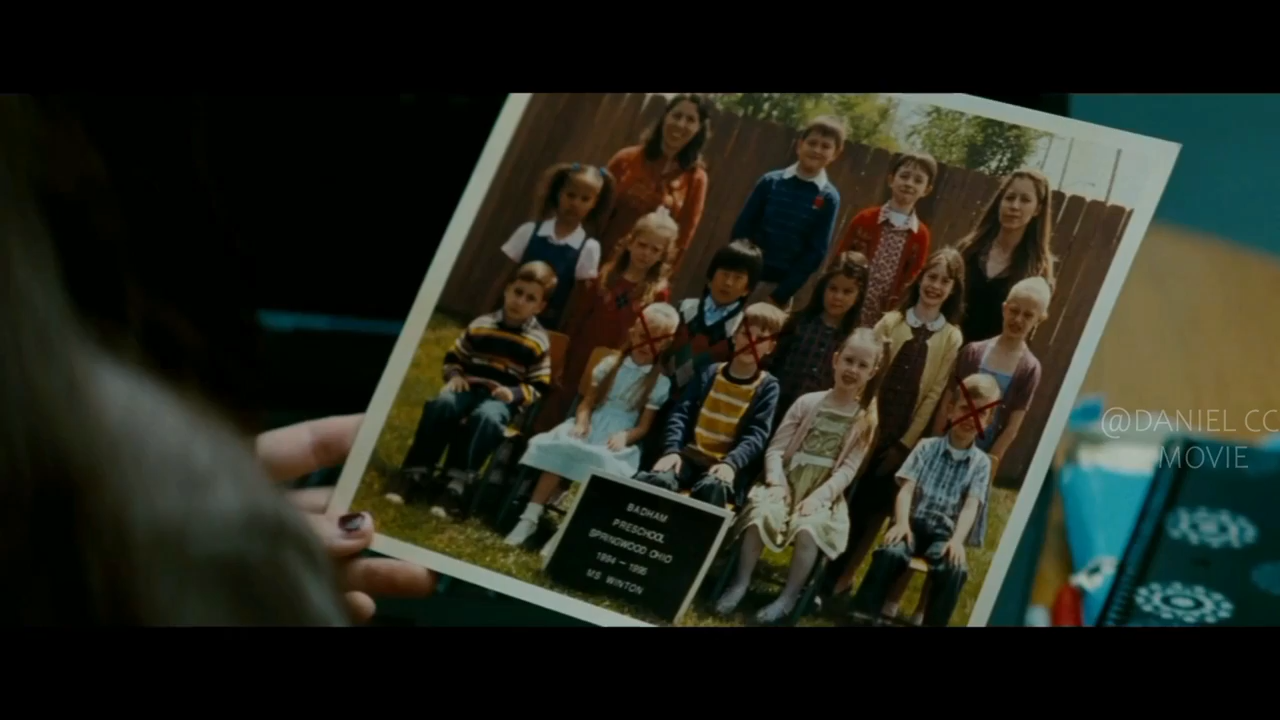 BADHAM
PRESCHOOL
SPRINGWOOD OHIO
1994 - 1995
MS WINTON
@DANIEL CC
MOVIE